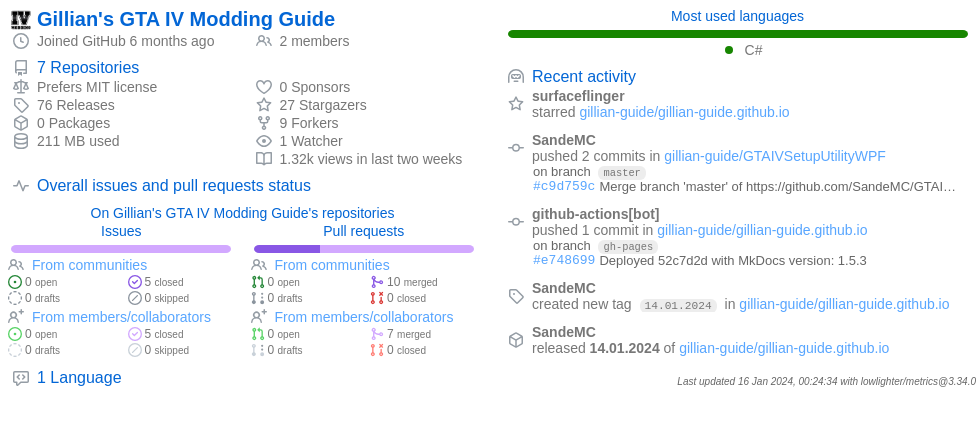 IV Gillian's GTA IV Modding Guide
Joined GitHub 6 months ago
2 members
7 Repositories
Prefers MIT license
0 Sponsors
76 Releases
27 Stargazers
0 Packages
9 Forkers
211 MB used
1 Watcher
1.32k views in last two weeks
Overall issues and pull requests status
On Gillian's GTA IV Modding Guide's repositories
Issues
Pull requests
From communities
From communities
0 open
5 closed
0 open
10 merged
0 drafts
0 skipped
0 drafts
0 closed
From members/collaborators
From members/collaborators
0 open
5 closed
0 open
7 merged
0 drafts
0 skipped
0 drafts
0 closed
1 Language
Most used languages
C#
Recent activity
surfaceflinger
starred gillian-guide/gillian-guide.github.io
SandeMC
pushed 2 commits in gillian-guide/GTAIVSetupUtilityWPF
on branch master
#c9d759c Merge branch 'master' of https://github.com/SandeMC/GTAI…
github-actions[bot]
pushed 1 commit in gillian-guide/gillian-guide.github.io
on branch gh-pages
#e748699 Deployed 52c7d2d with MkDocs version: 1.5.3
SandeMC
created new tag 14.01.2024 in gillian-guide/gillian-guide.github.io
SandeMC
released 14.01.2024 of gillian-guide/gillian-guide.github.io
Last updated 16 Jan 2024, 00:24:34 with lowlighter/metrics@3.34.0